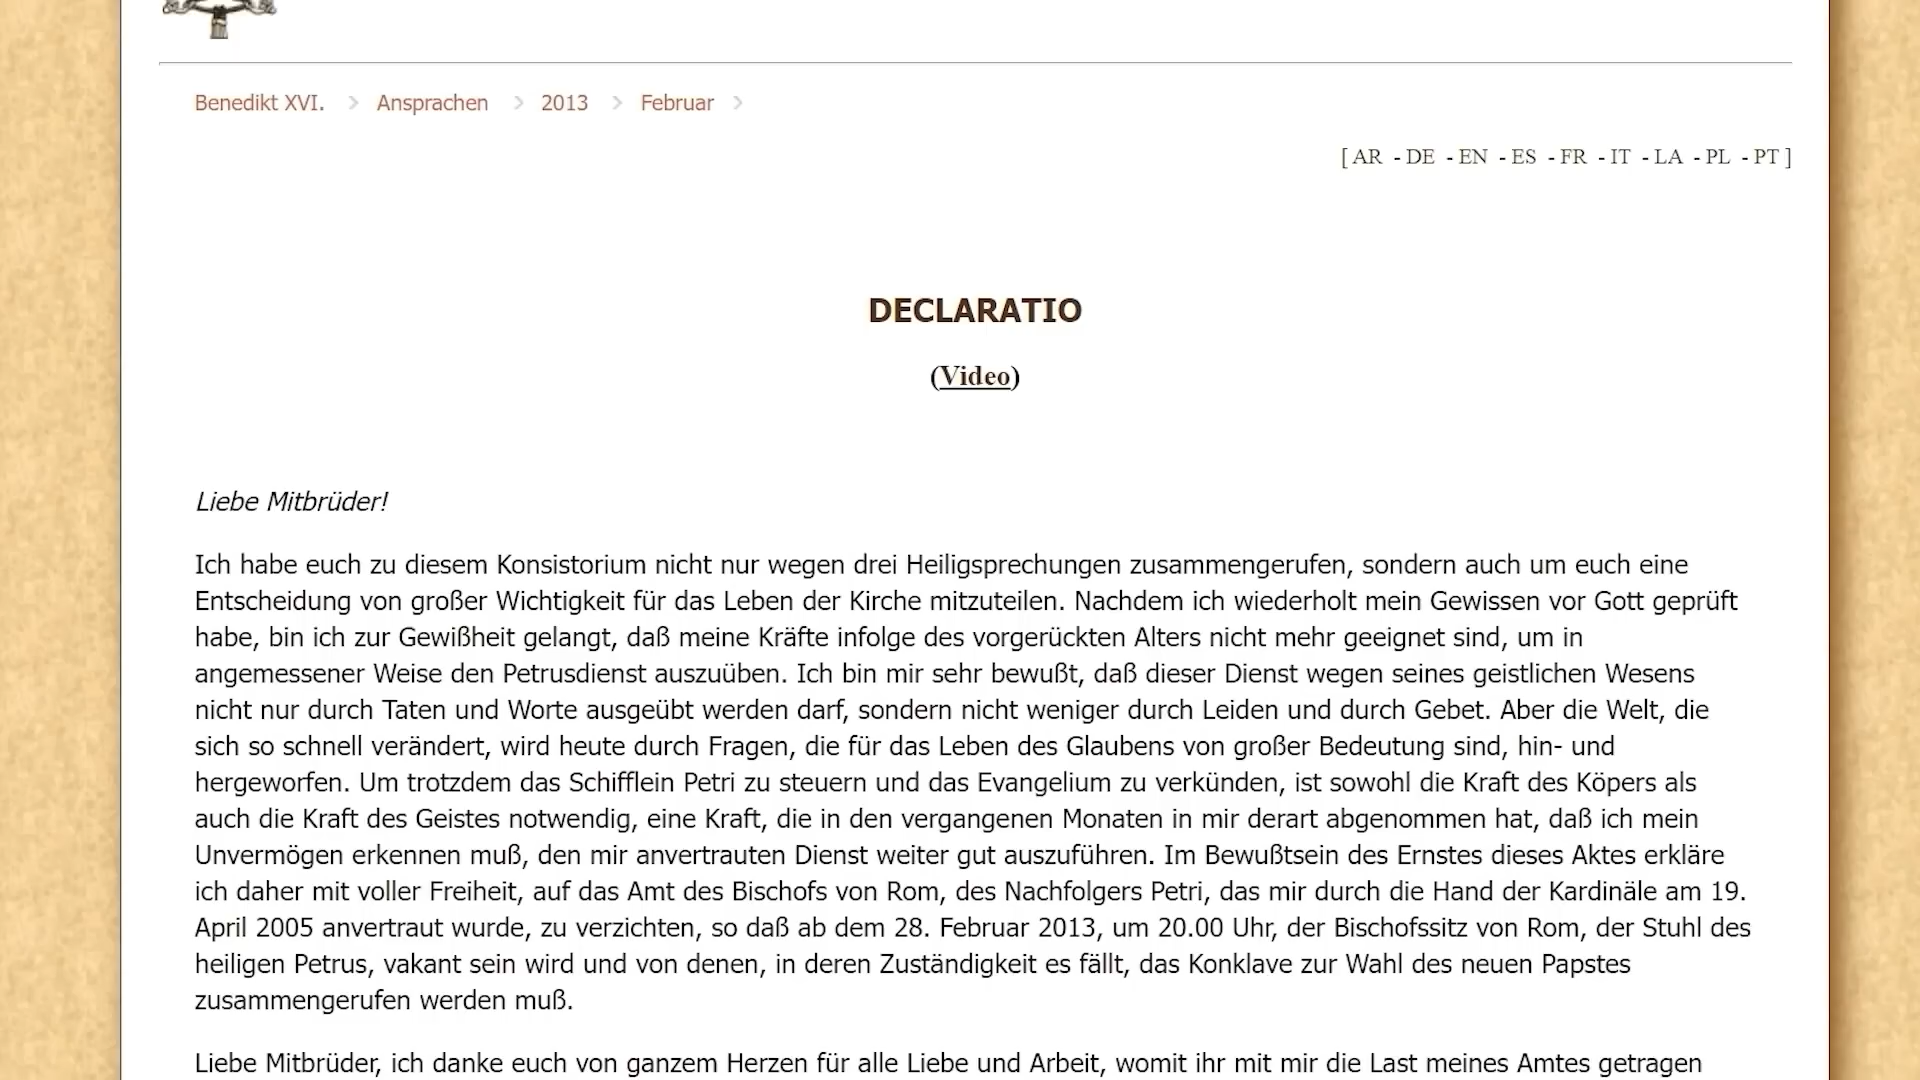 Benedikt XVI. > Ansprachen > 2013 > Februar >
[ AR - DE - EN - ES - FR - IT - LA - PL - PT ]
DECLARATIO
(Video)
Liebe Mitbrüder!
Ich habe euch zu diesem Konsistorium nicht nur wegen drei Heiligsprechungen zusammengerufen, sondern auch um euch eine
Entscheidung von großer Wichtigkeit für das Leben der Kirche mitzuteilen. Nachdem ich wiederholt mein Gewissen vor Gott geprüft
habe, bin ich zur Gewißheit gelangt, daß meine Kräfte infolge des vorgerückten Alters nicht mehr geeignet sind, um in
angemessener Weise den Petrusdienst auszuüben. Ich bin mir sehr bewußt, daß dieser Dienst wegen seines geistlichen Wesens
nicht nur durch Taten und Worte ausgeübt werden darf, sondern nicht weniger durch Leiden und durch Gebet. Aber die Welt, die
sich so schnell verändert, wird heute durch Fragen, die für das Leben des Glaubens von großer Bedeutung sind, hin- und
hergeworfen. Um trotzdem das Schifflein Petri zu steuern und das Evangelium zu verkünden, ist sowohl die Kraft des Köpers als
auch die Kraft des Geistes notwendig, eine Kraft, die in den vergangenen Monaten in mir derart abgenommen hat, daß ich mein
Unvermögen erkennen muß, den mir anvertrauten Dienst weiter gut auszuführen. Im Bewußtsein des Ernstes dieses Aktes erkläre
ich daher mit voller Freiheit, auf das Amt des Bischofs von Rom, des Nachfolgers Petri, das mir durch die Hand der Kardinäle am 19.
April 2005 anvertraut wurde, zu verzichten, so daß ab dem 28. Februar 2013, um 20.00 Uhr, der Bischofssitz von Rom, der Stuhl des
heiligen Petrus, vakant sein wird und von denen, in deren Zuständigkeit es fällt, das Konklave zur Wahl des neuen Papstes
zusammengerufen werden muß.
Liebe Mitbrüder, ich danke euch von ganzem Herzen für alle Liebe und Arbeit, womit ihr mit mir die Last meines Amtes getragen